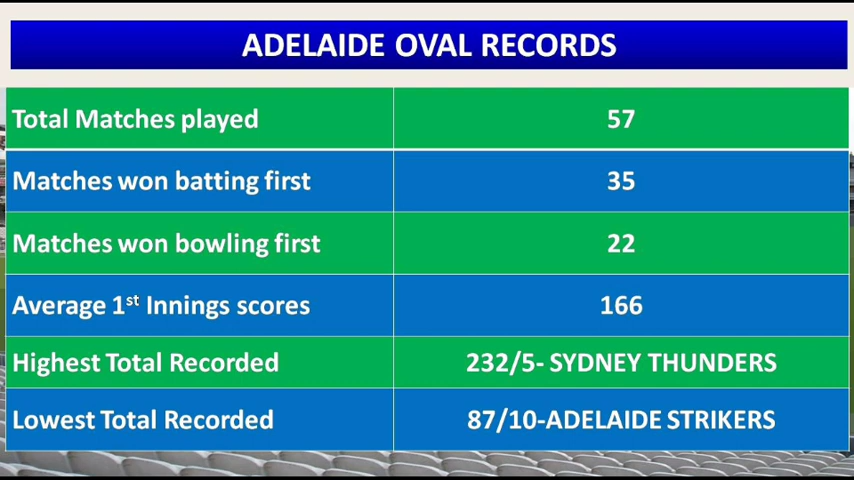 ADELAIDE OVAL RECORDS
Total Matches played 57
Matches won batting first 35
Matches won bowling first 22
Average 1st Innings scores 166
Highest Total Recorded 232/5- SYDNEY THUNDERS
Lowest Total Recorded 87/10-ADELAIDE STRIKERS